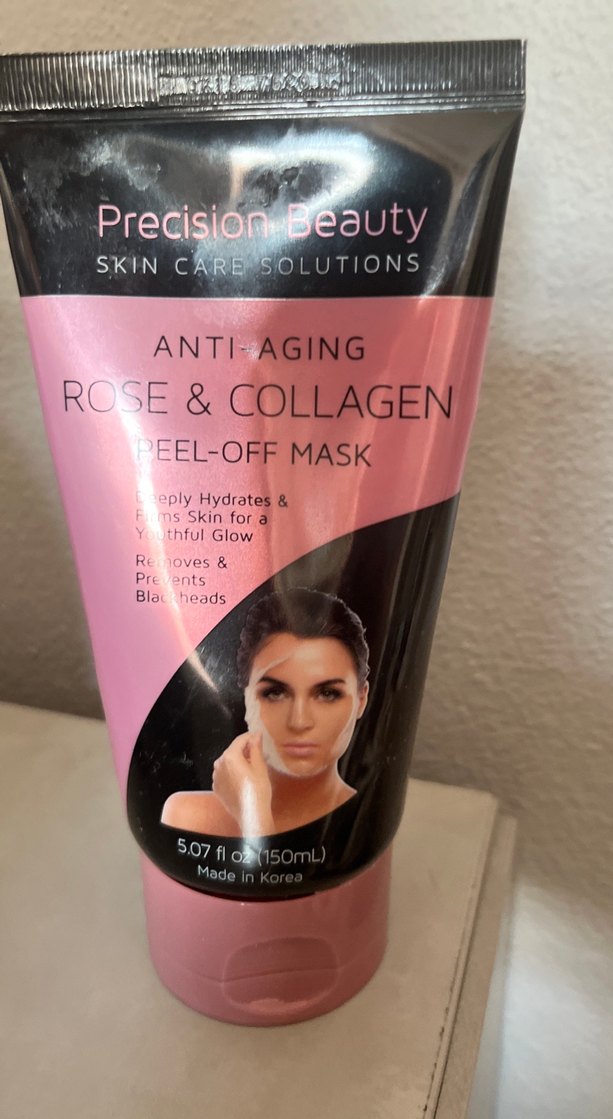 Precision Beauty
SKIN CARE SOLUTIONS
ANTI-AGING
ROSE & COLLAGEN
PEEL-OFF MASK
Deeply Hydrates &
Firms Skin for a
Youthful Glow
Removes &
Prevents
Blackheads
5.07 fl oz (150mL)
Made in Korea